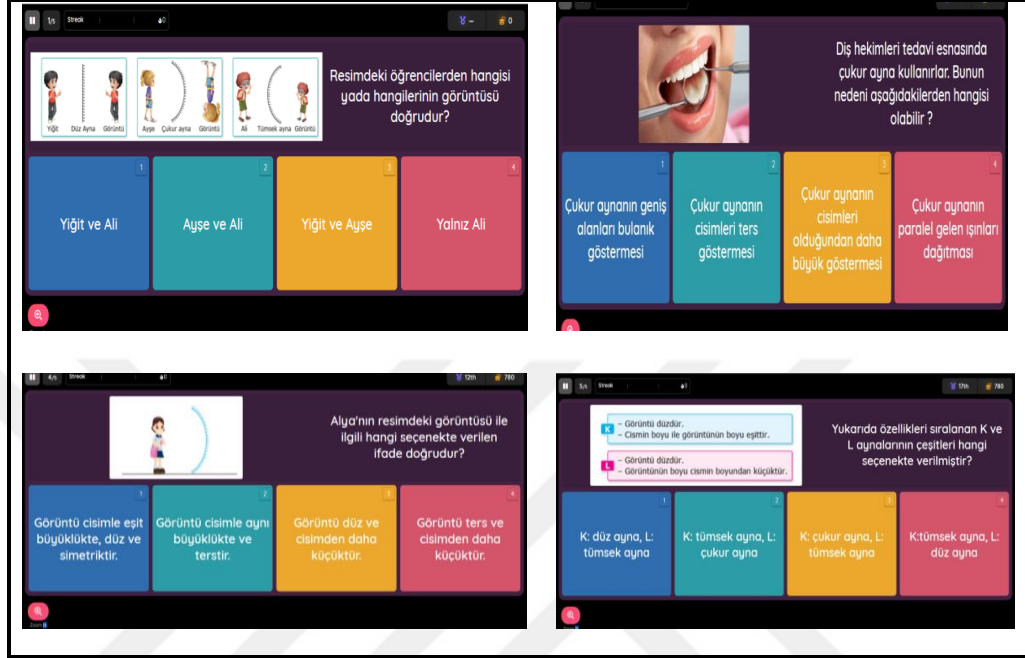 1/5 Streak 0 – 0
Yiğit Düz Ayna Görüntü
Ayşe Çukur ayna Görüntü
Ali Tümsek ayna Görüntü
Resimdeki öğrencilerden hangisi
yada hangilerinin görüntüsü
doğrudur?
1
Yiğit ve Ali
2
Ayşe ve Ali
3
Yiğit ve Ayşe
4
Yalnız Ali
Diş hekimleri tedavi esnasında
çukur ayna kullanırlar. Bunun
nedeni aşağıdakilerden hangisi
olabilir ?
1
Çukur aynanın geniş
alanları bulanık
göstermesi
2
Çukur aynanın
cisimleri ters
göstermesi
3
Çukur aynanın
cisimleri
olduğundan daha
büyük göstermesi
4
Çukur aynanın
paralel gelen ışınları
dağıtması
4/5 Streak 0 12th 780
Alya'nın resimdeki görüntüsü ile
ilgili hangi seçenekte verilen
ifade doğrudur?
1
Görüntü cisimle eşit
büyüklükte, düz ve
simetriktir.
2
Görüntü cisimle aynı
büyüklükte ve
terstir.
3
Görüntü düz ve
cisimden daha
küçüktür.
4
Görüntü ters ve
cisimden daha
küçüktür.
Zoom
5/5 Streak 0 17th 780
K
– Görüntü düzdür.
– Cismin boyu ile görüntünün boyu eşittir.
L
– Görüntü düzdür.
– Görüntünün boyu cismin boyundan küçüktür.
Yukarıda özellikleri sıralanan K ve
L aynalarının çeşitleri hangi
seçenekte verilmiştir?
1
K: düz ayna, L:
tümsek ayna
2
K: tümsek ayna, L:
çukur ayna
3
K: çukur ayna, L:
tümsek ayna
4
K:tümsek ayna, L:
düz ayna